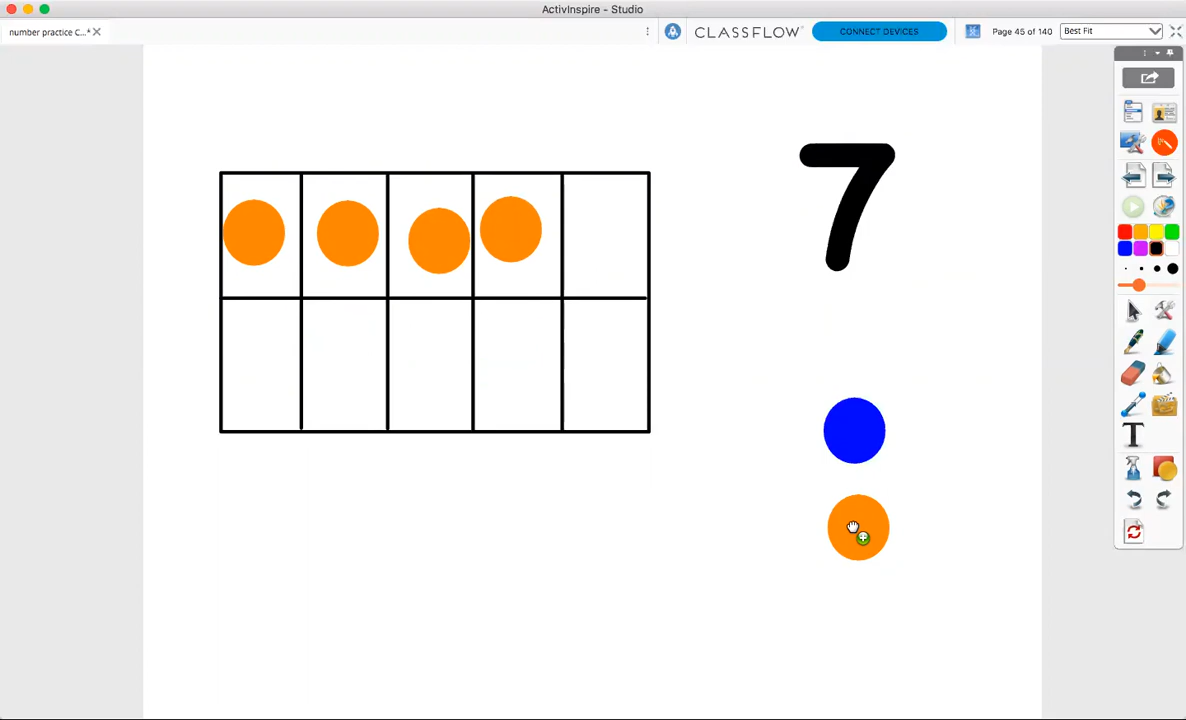 ActivInspire - Studio
number practice C...*
CLASSFLOW
CONNECT DEVICES
Page 45 of 140
Best Fit
7
T